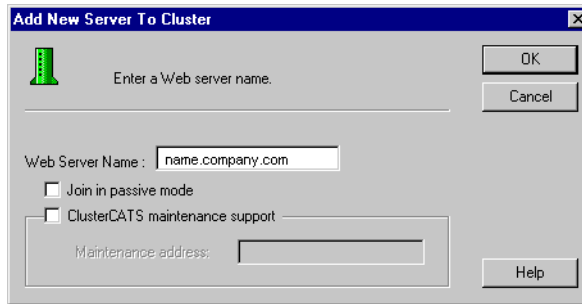 Add New Server To Cluster
OK
Enter a Web server name.
Cancel
Web Server Name : name.company.com
Join in passive mode
ClusterCATS maintenance support
Maintenance address:
Help